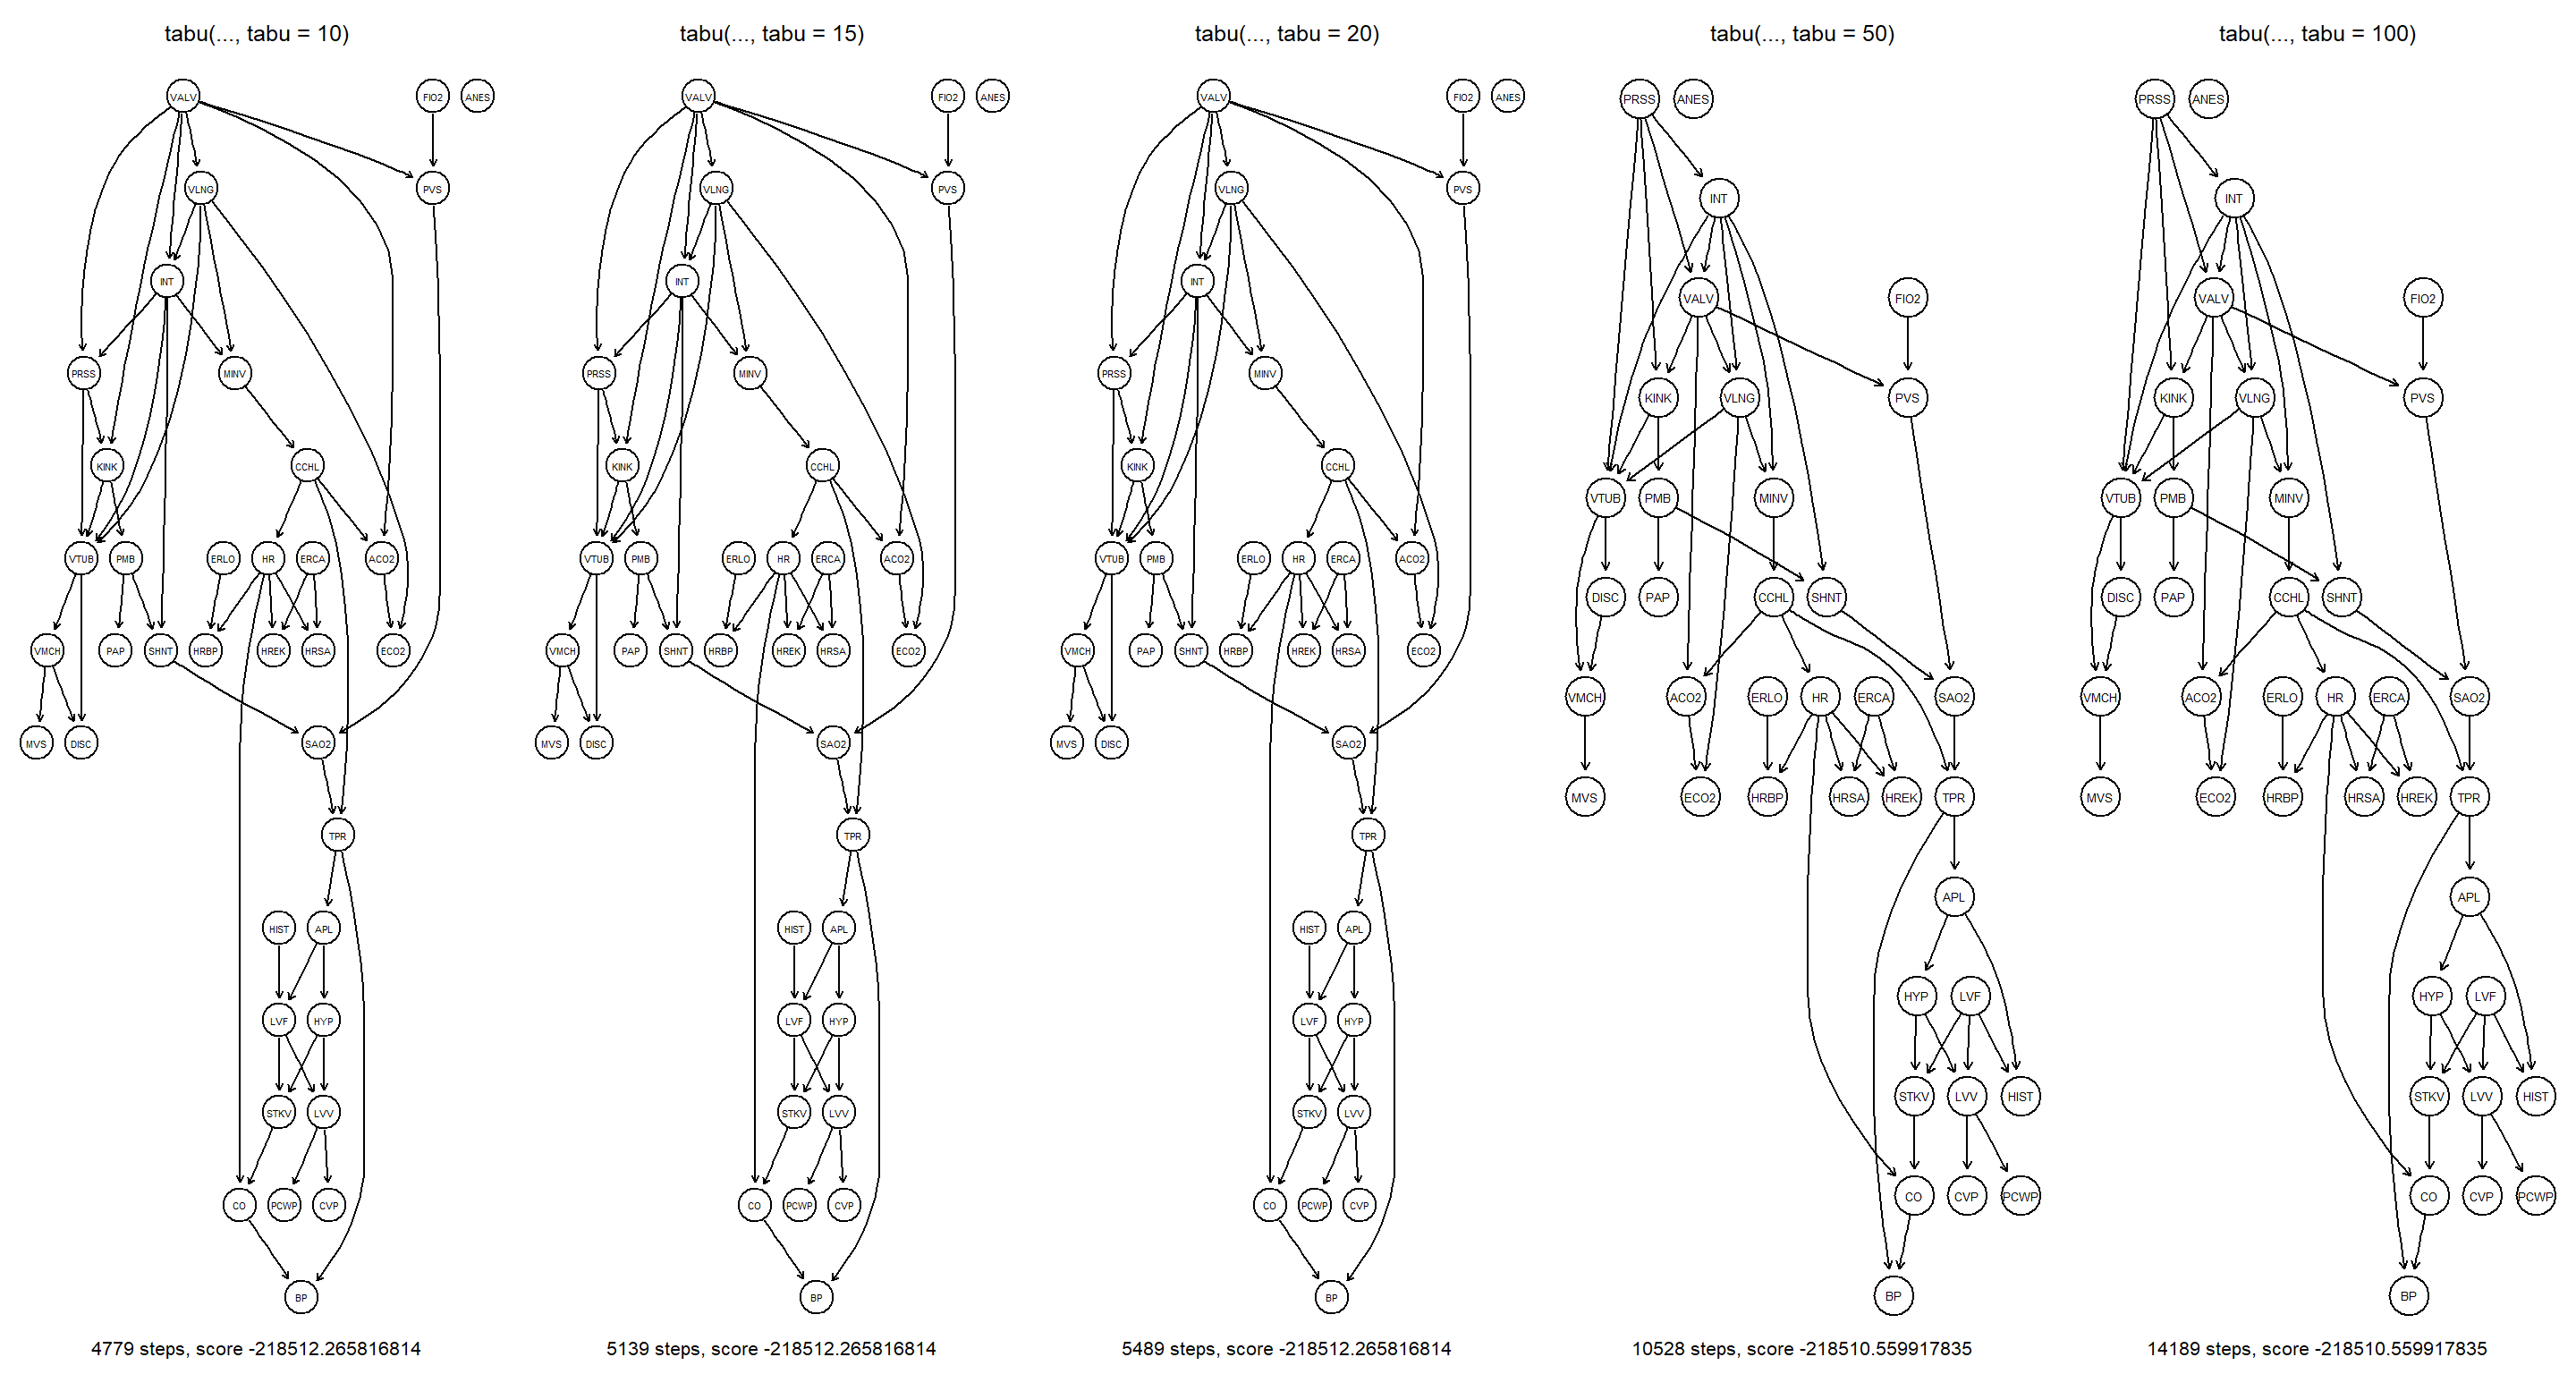 tabu(..., tabu = 10) tabu(..., tabu = 15) tabu(..., tabu = 20) tabu(..., tabu = 50) tabu(..., tabu = 100)
VALV FIO2 ANES VALV FIO2 ANES VALV FIO2 ANES PRSS ANES PRSS ANES
VLNG PVS VLNG PVS VLNG PVS INT INT
INT INT INT VALV FIO2 VALV FIO2
PRSS MINV PRSS MINV PRSS MINV KINK VLNG PVS KINK VLNG PVS
KINK CCHL KINK CCHL KINK CCHL VTUB PMB MINV VTUB PMB MINV
VTUB PMB ERLO HR ERCA ACO2 VTUB PMB ERLO HR ERCA ACO2 VTUB PMB ERLO HR ERCA ACO2 DISC PAP CCHL SHNT DISC PAP CCHL SHNT
VMCH PAP SHNT HRBP HREK HRSA ECO2 VMCH PAP SHNT HRBP HREK HRSA ECO2 VMCH PAP SHNT HRBP HREK HRSA ECO2 VMCH ACO2 ERLO HR ERCA SAO2 VMCH ACO2 ERLO HR ERCA SAO2
MVS DISC SAO2 MVS DISC SAO2 MVS DISC SAO2 MVS ECO2 HRBP HRSA HREK TPR MVS ECO2 HRBP HRSA HREK TPR
TPR TPR TPR APL APL
HIST APL HIST APL HIST APL HYP LVF HYP LVF
LVF HYP LVF HYP LVF HYP STKV LVV HIST STKV LVV HIST
STKV LVV STKV LVV STKV LVV CO CVP PCWP CO CVP PCWP
CO PCWP CVP CO PCWP CVP CO PCWP CVP BP BP
BP BP BP
4779 steps, score -218512.265816814 5139 steps, score -218512.265816814 5489 steps, score -218512.265816814 10528 steps, score -218510.559917835 14189 steps, score -218510.559917835